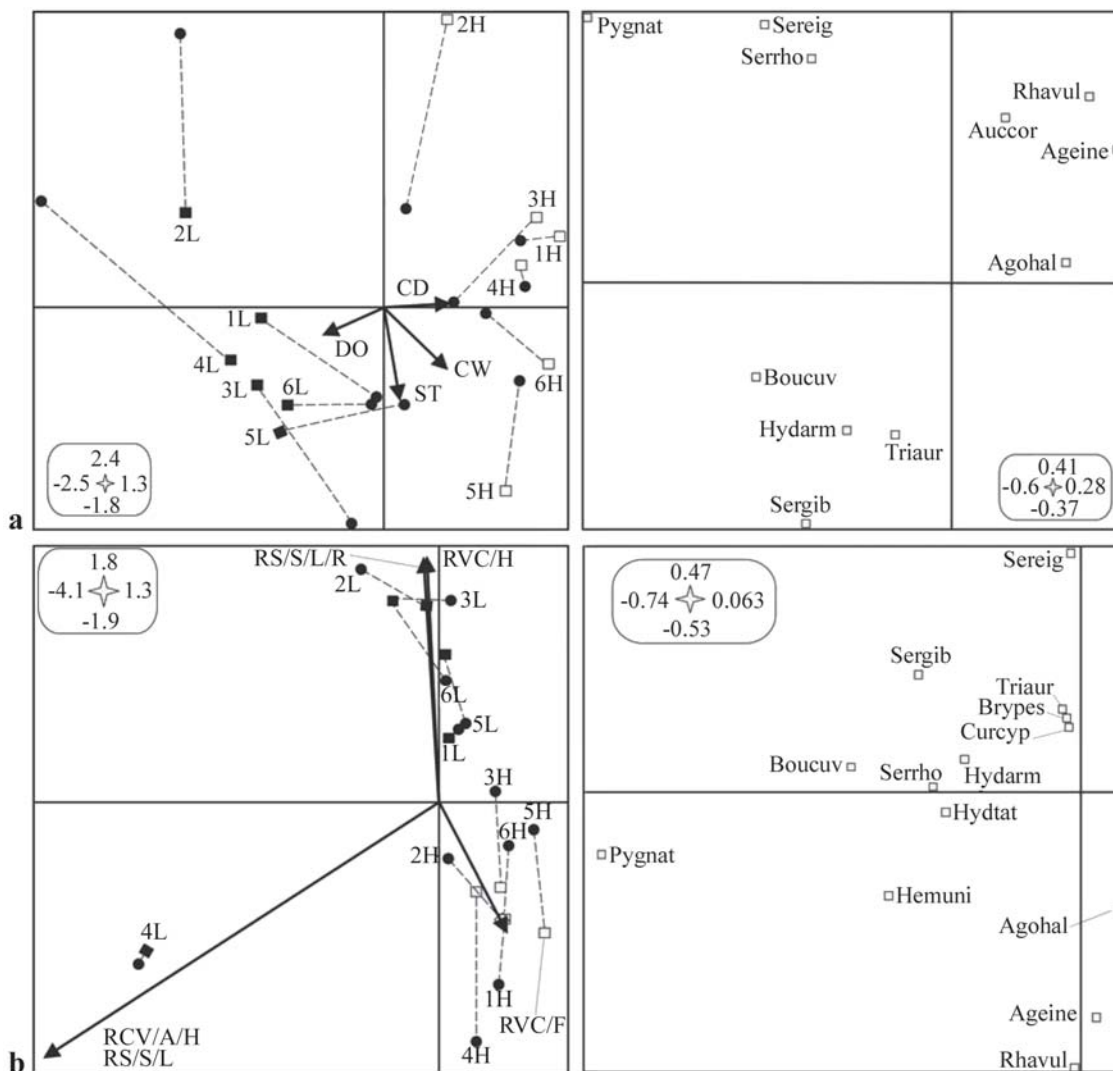 2H
2L
3H
1H
4H
CD
1L
DO
CW
4L
3L
6L
ST
6H
5L
5H
2.4
-2.5 1.3
-1.8
a
Pygnat
Sereig
Serrho
Rhavul
Auccor
Ageine
Agohal
Boucuv
Hydarm
Triaur
Sergib
0.41
-0.6 0.28
-0.37
1.8
-4.1 1.3
-1.9
RS/S/L/R
RVC/H
2L
3L
6L
5L
1L
3H
5H
6H
2H
4L
1H
RVC/F
RCV/A/H
RS/S/L
4H
b
0.47
-0.74 0.063
-0.53
Sereig
Sergib
Triaur
Brypes
Curcyp
Boucuv
Serrho
Hydarm
Hydtat
Pygnat
Hemuni
Agohal
Ageine
Rhavul